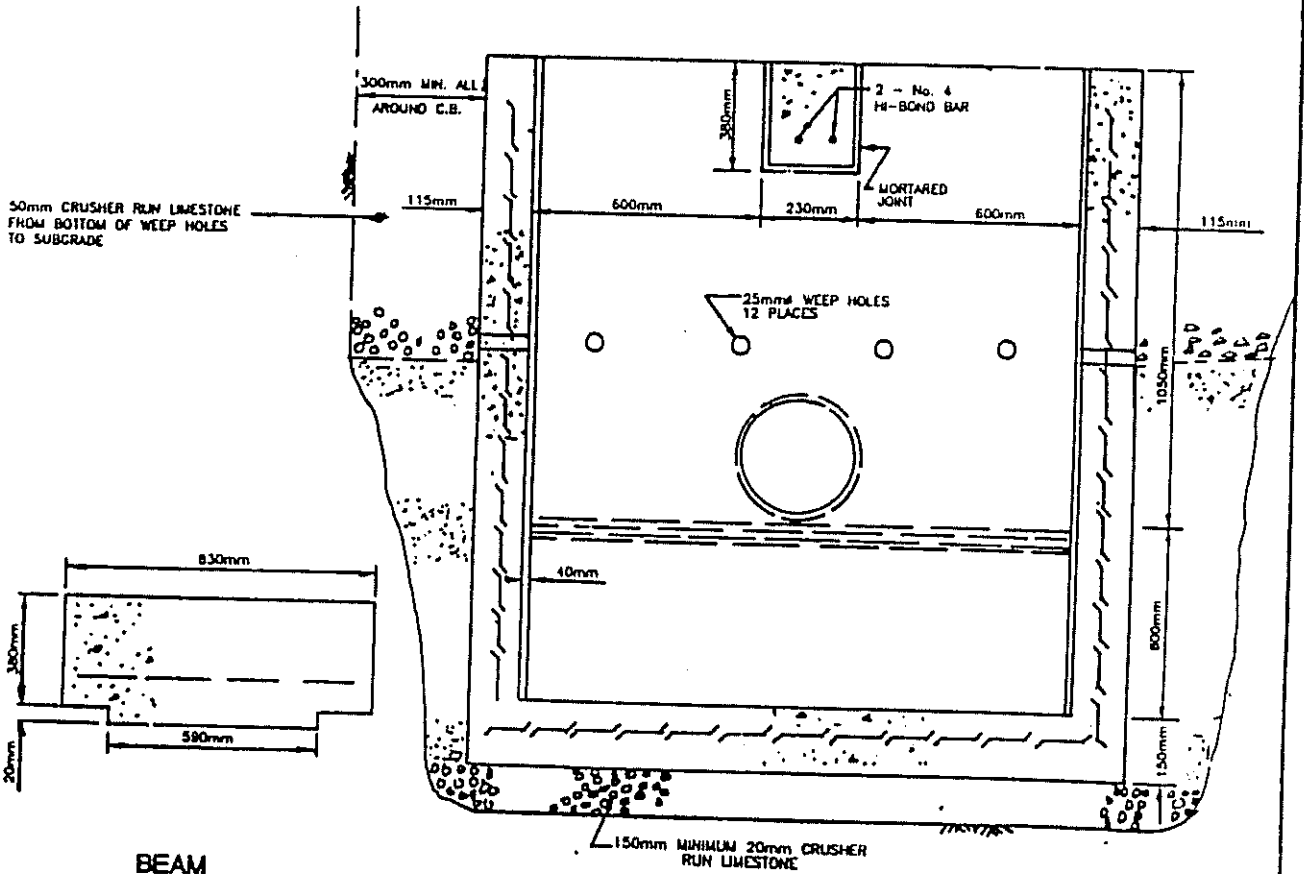 300mm MIN. ALL
AROUND C.B.
380mm
2 - No. 4
HI-BOND BAR
MORTARED
JOINT
50mm CRUSHER RUN LIMESTONE
FROM BOTTOM OF WEEP HOLES
TO SUBGRADE
115mm
600mm
230mm
600mm
115mm
25mmø WEEP HOLES
12 PLACES
1050mm
40mm
830mm
380mm
20mm
590mm
800mm
150mm
150mm MINIMUM 20mm CRUSHER
RUN LIMESTONE
BEAM